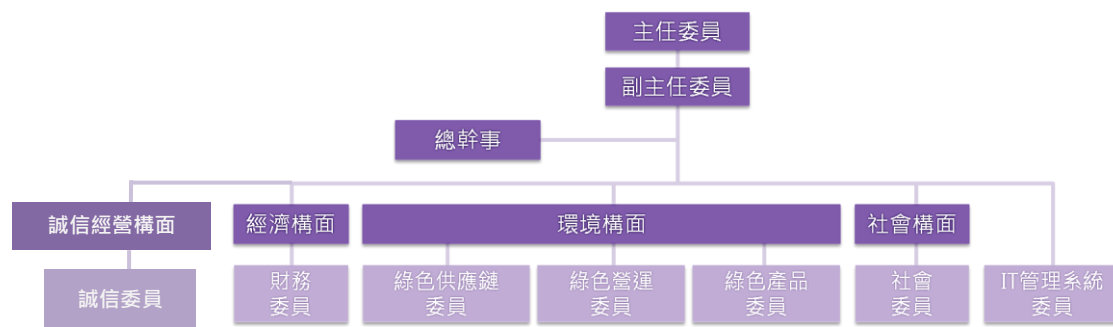 主任委員
副主任委員
總幹事
誠信經營構面
經濟構面
環境構面
社會構面
誠信委員
財務
委員
綠色供應鏈
委員
綠色營運
委員
綠色產品
委員
社會
委員
IT管理系統
委員